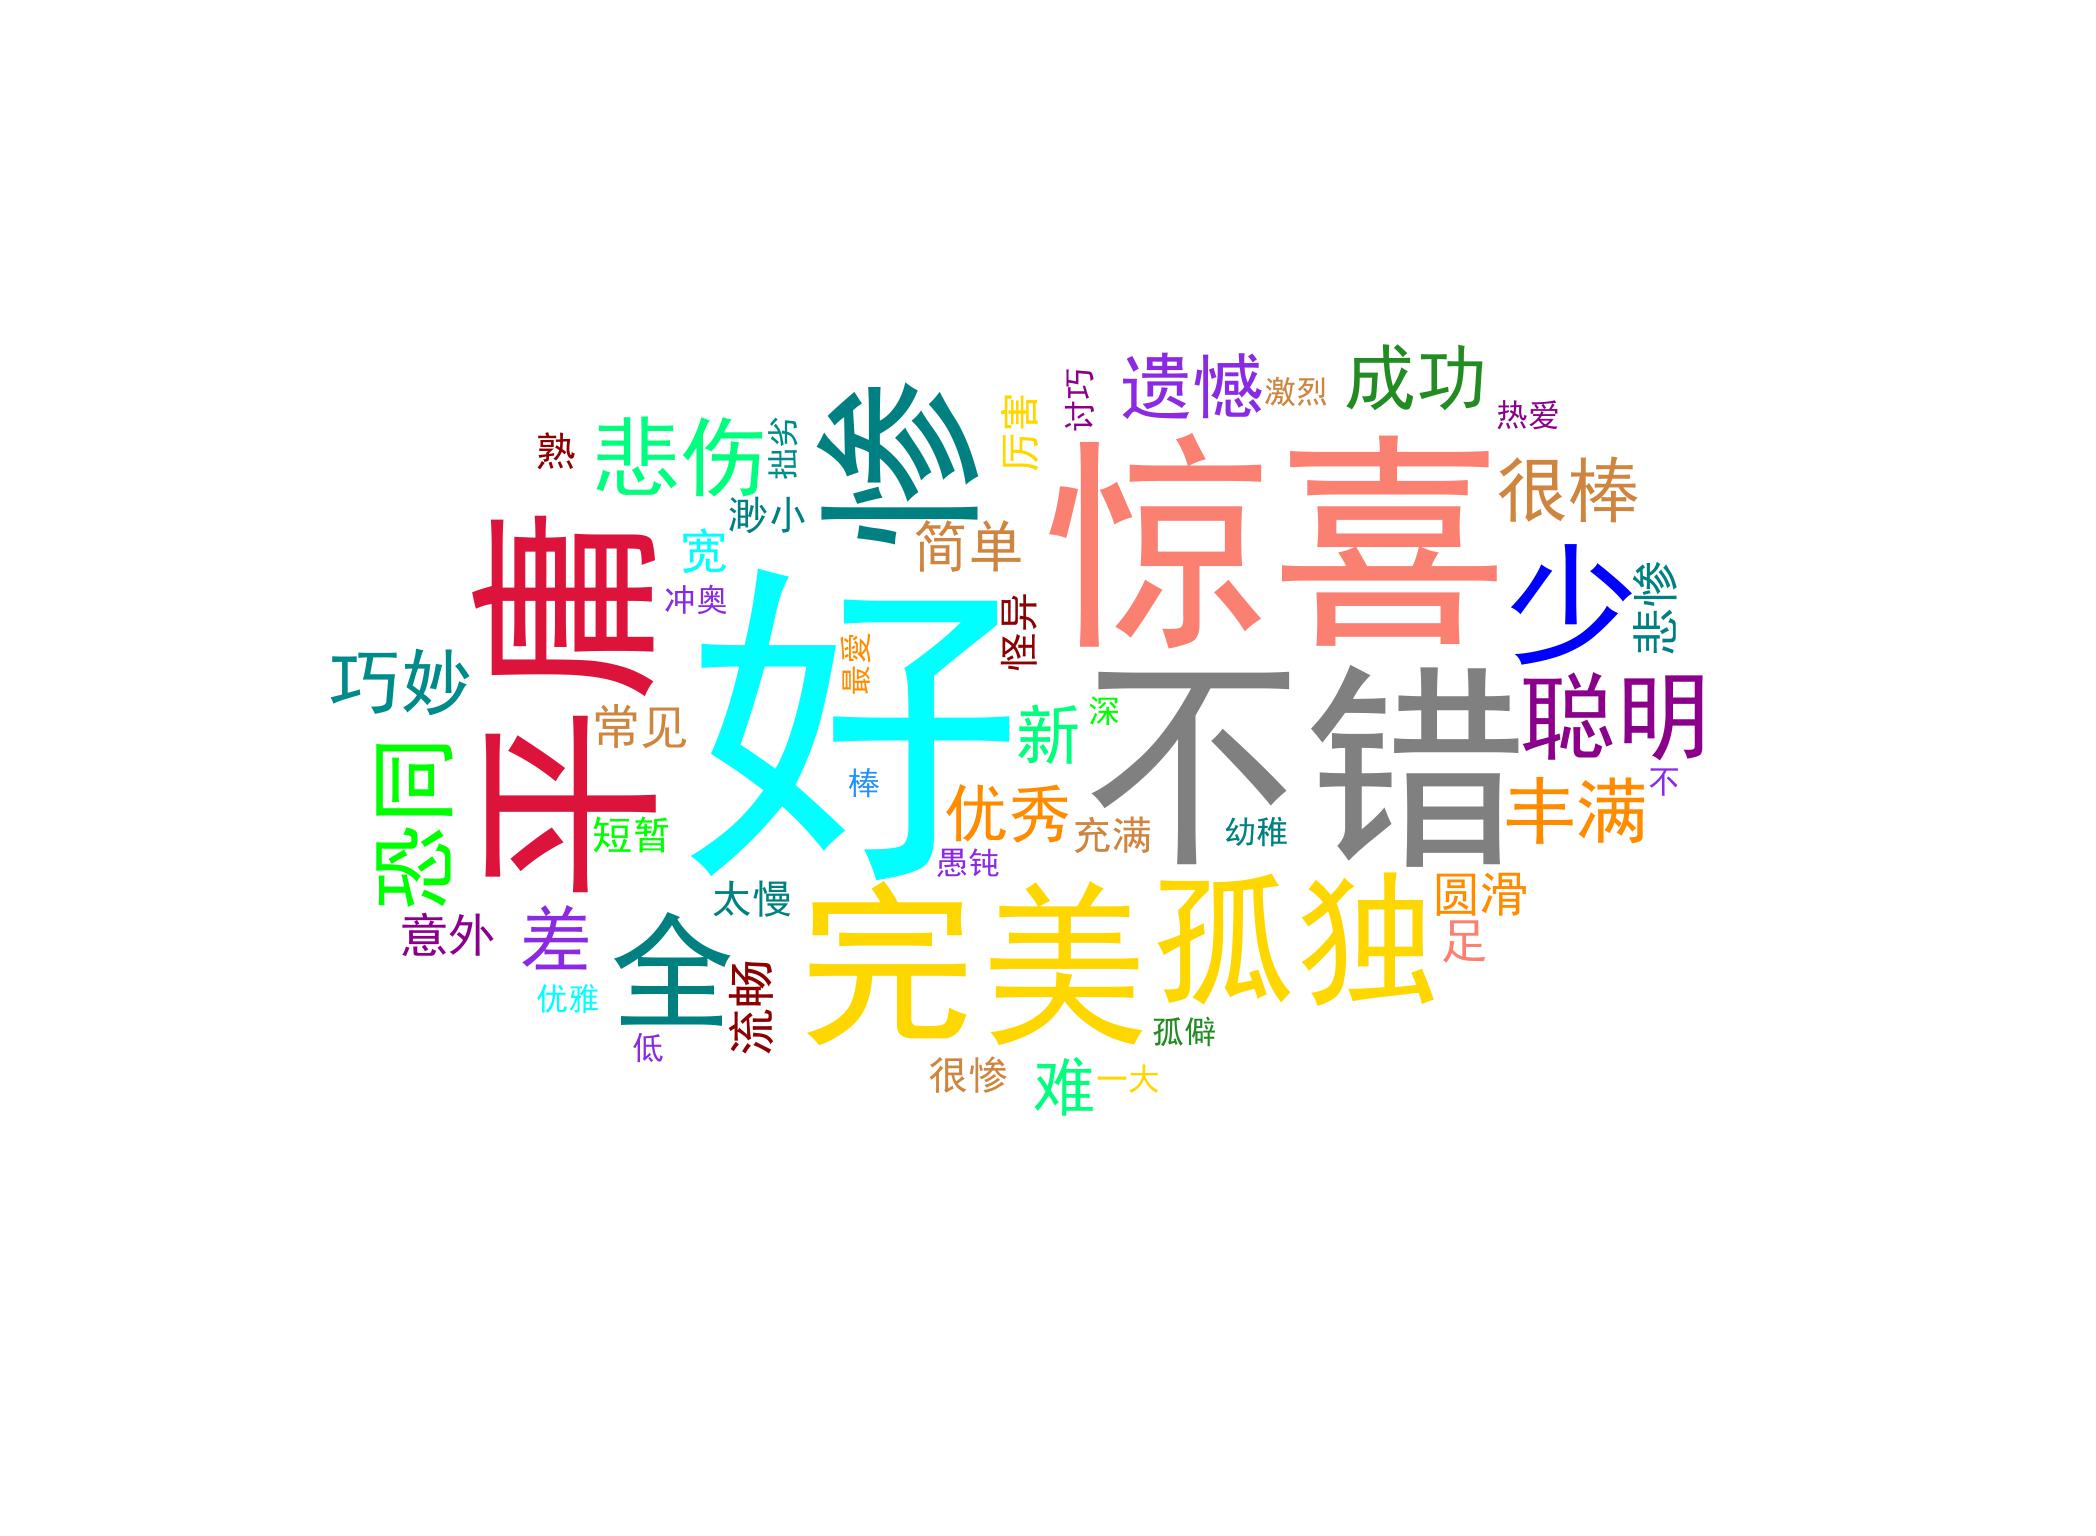 讨巧
遗憾
激烈
成功
热爱
熟
悲伤
拙劣
惨
厉害
惊喜
很棒
渺小
宽
简单
少
悲惨
平庸
冲奥
好
最愛
怪异
巧妙
常见
新
深
不错
聪明
不
恐同
短暂
棒
优秀
充满
幼稚
丰满
愚钝
太慢
完美
孤独
圆滑
足
意外
差
全
流畅
优雅
低
孤僻
很惨
难
一大